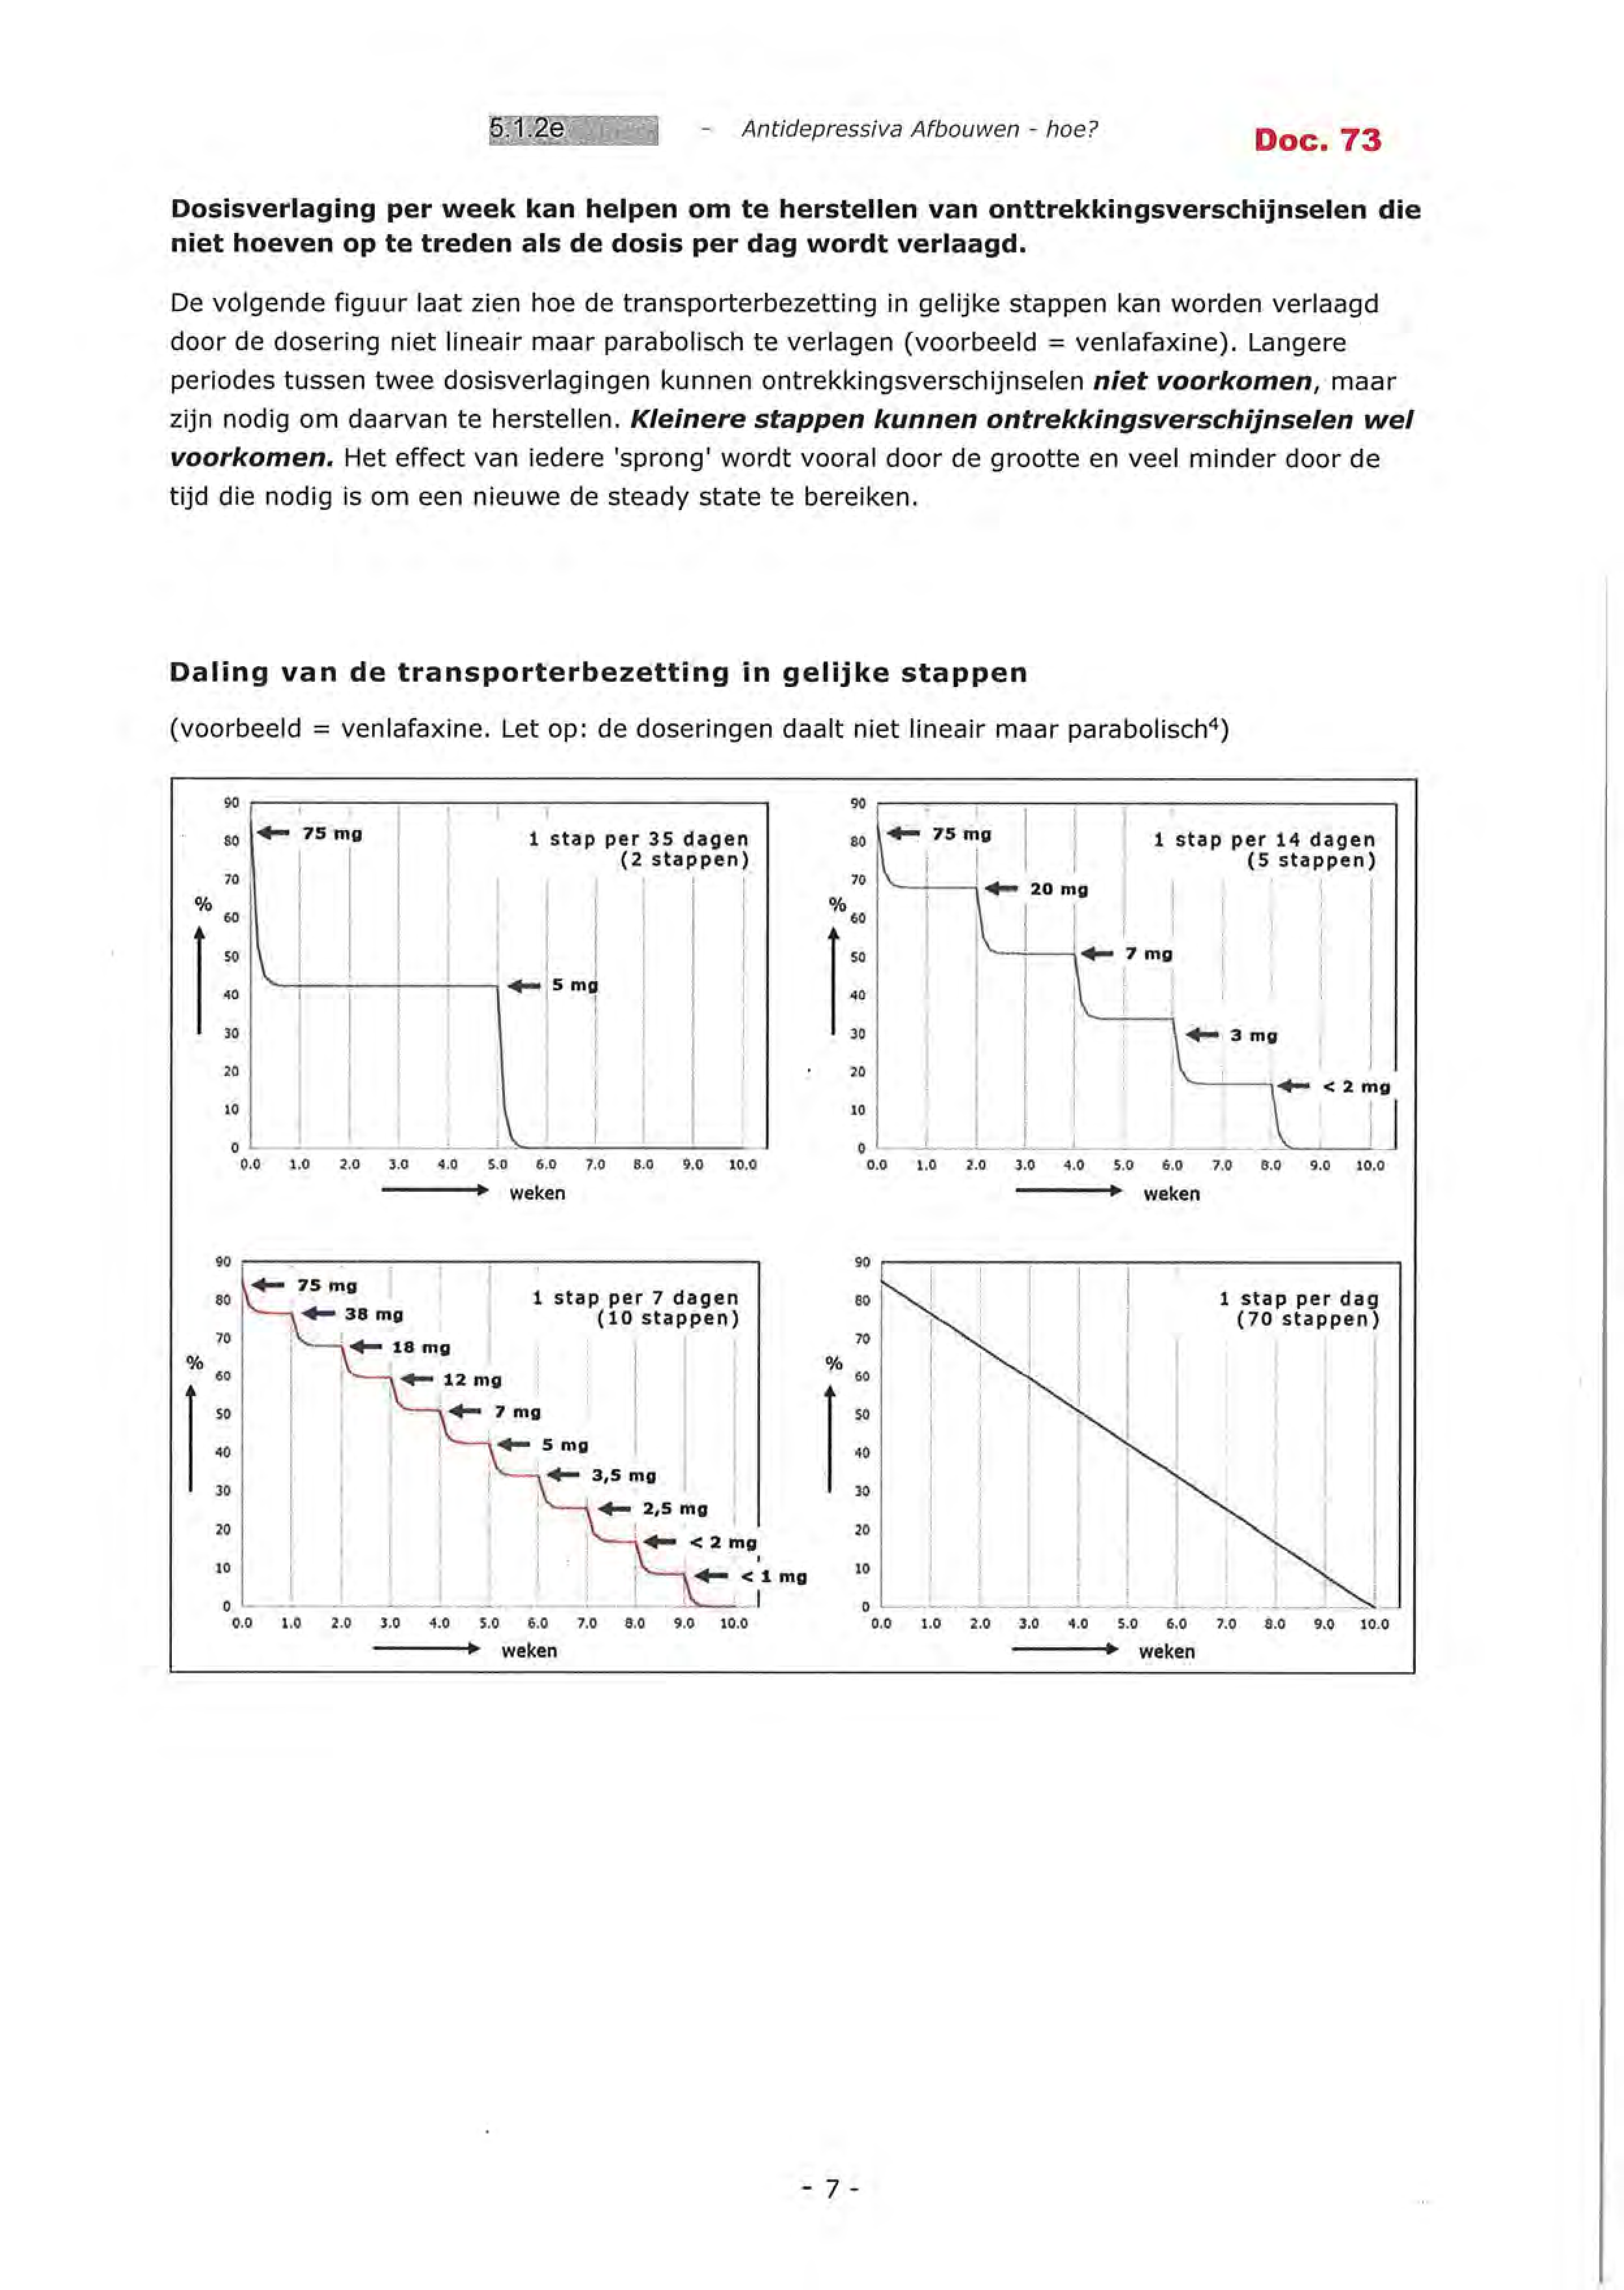 5.1.2e - Antidepressiva Afbouwen - hoe? Doc. 73
Dosisverlaging per week kan helpen om te herstellen van onttrekkingsverschijnselen die
niet hoeven op te treden als de dosis per dag wordt verlaagd.
De volgende figuur laat zien hoe de transporterbezetting in gelijke stappen kan worden verlaagd
door de dosering niet lineair maar parabolisch te verlagen (voorbeeld = venlafaxine). Langere
periodes tussen twee dosisverlagingen kunnen ontrekkingsverschijnselen niet voorkomen, maar
zijn nodig om daarvan te herstellen. Kleinere stappen kunnen ontrekkingsverschijnselen wel
voorkomen. Het effect van iedere 'sprong' wordt vooral door de grootte en veel minder door de
tijd die nodig is om een nieuwe de steady state te bereiken.
Daling van de transporterbezetting in gelijke stappen
(voorbeeld = venlafaxine. Let op: de doseringen daalt niet lineair maar parabolisch⁴)
90
80
70
%
60
50
40
30
20
10
0
75 mg
1 stap per 35 dagen
(2 stappen)
5 mg
0.0 1.0 2.0 3.0 4.0 5.0 6.0 7.0 8.0 9.0 10.0
weken
90
80
70
%
60
50
40
30
20
10
0
75 mg
1 stap per 14 dagen
(5 stappen)
20 mg
7 mg
3 mg
< 2 mg
0.0 1.0 2.0 3.0 4.0 5.0 6.0 7.0 8.0 9.0 10.0
weken
90
80
70
%
60
50
40
30
20
10
0
75 mg
1 stap per 7 dagen
(10 stappen)
38 mg
18 mg
12 mg
7 mg
5 mg
3,5 mg
2,5 mg
< 2 mg
< 1 mg
0.0 1.0 2.0 3.0 4.0 5.0 6.0 7.0 8.0 9.0 10.0
weken
90
80
70
%
60
50
40
30
20
10
0
1 stap per dag
(70 stappen)
0.0 1.0 2.0 3.0 4.0 5.0 6.0 7.0 8.0 9.0 10.0
weken
- 7 -